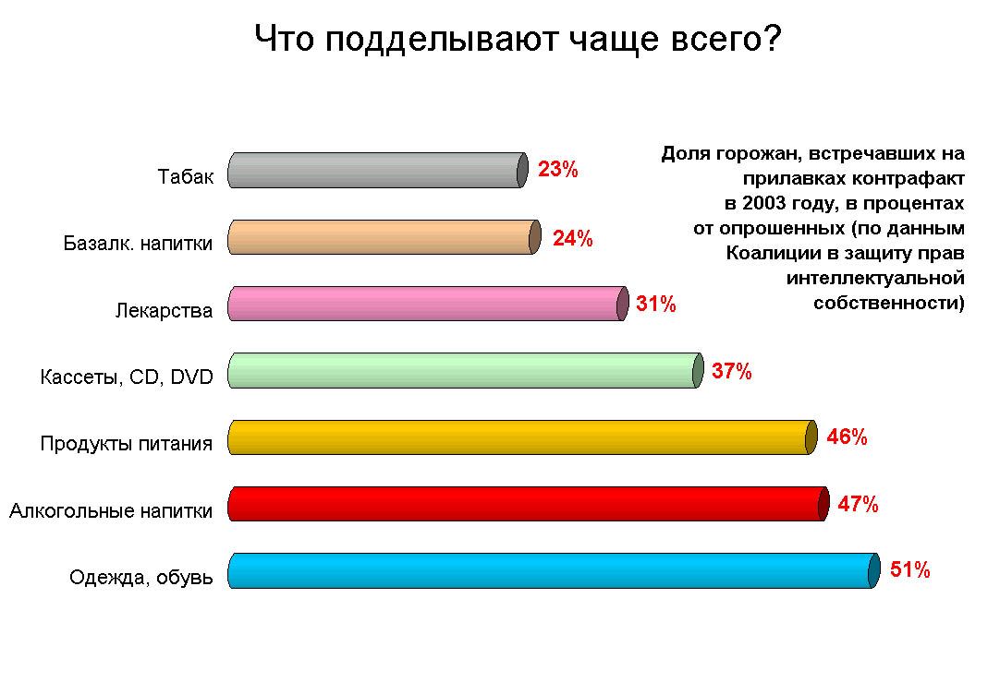 Что подделывают чаще всего?
Доля горожан, встречавших на
прилавках контрафакт
в 2003 году, в процентах
от опрошенных (по данным
Коалиции в защиту прав
интеллектуальной
собственности)
Табак 23%
Базалк. напитки 24%
Лекарства 31%
Кассеты, CD, DVD 37%
Продукты питания 46%
Алкогольные напитки 47%
Одежда, обувь 51%